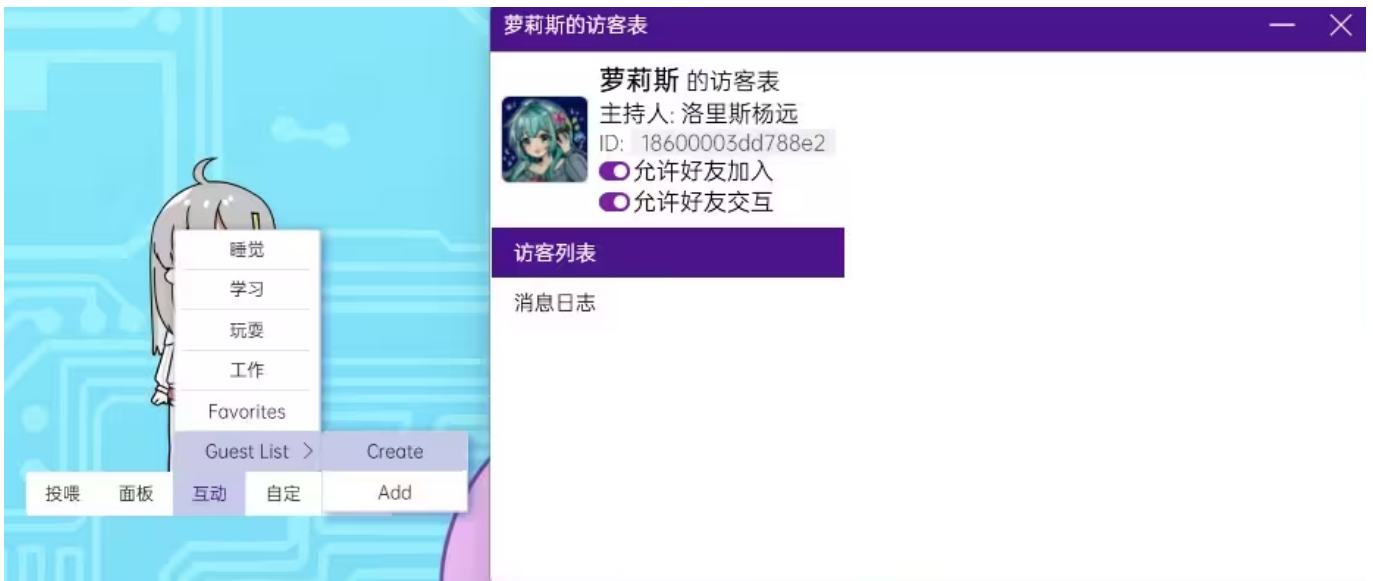 萝莉斯的访客表
萝莉斯 的访客表
主持人: 洛里斯杨远
ID: 18600003dd788e2
允许好友加入
允许好友交互
访客列表
消息日志
睡觉
学习
玩耍
工作
Favorites
Guest List
Create
Add
投喂
面板
互动
自定